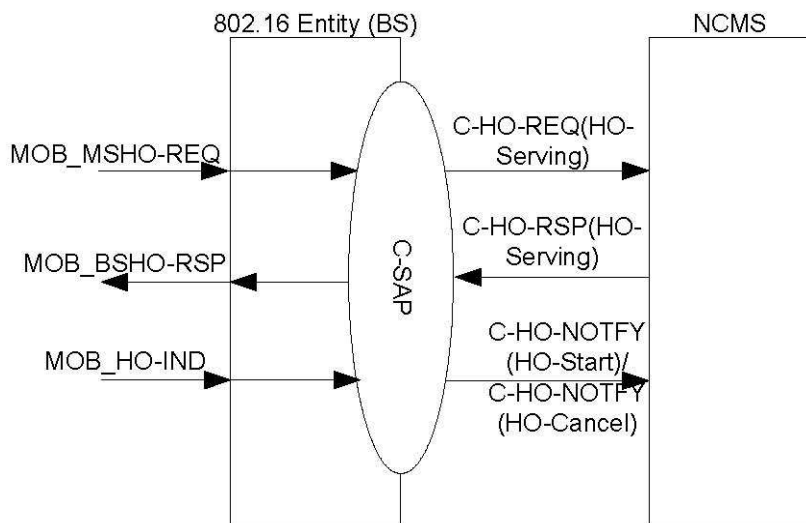 802.16 Entity (BS)
NCMS
MOB_MSHO-REQ
C-HO-REQ(HO-
Serving)
MOB_BSHO-RSP
C-SAP
C-HO-RSP(HO-
Serving)
MOB_HO-IND
C-HO-NOTFY
(HO-Start)/
C-HO-NOTFY
(HO-Cancel)